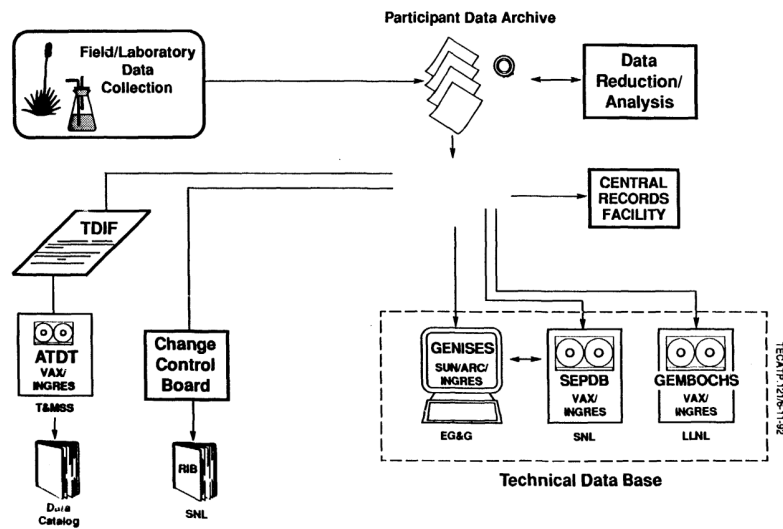 Participant Data Archive
Field/Laboratory
Data
Collection
Data
Reduction/
Analysis
CENTRAL
RECORDS
FACILITY
TDIF
ATDT
VAX/
INGRES
T&MSS
Data
Catalog
Change
Control
Board
RIB
SNL
GENISES
SUN/ARC/
INGRES
EG&G
SEPDB
VAX/
INGRES
SNL
GEMBOCHS
VAX/
INGRES
LLNL
Technical Data Base